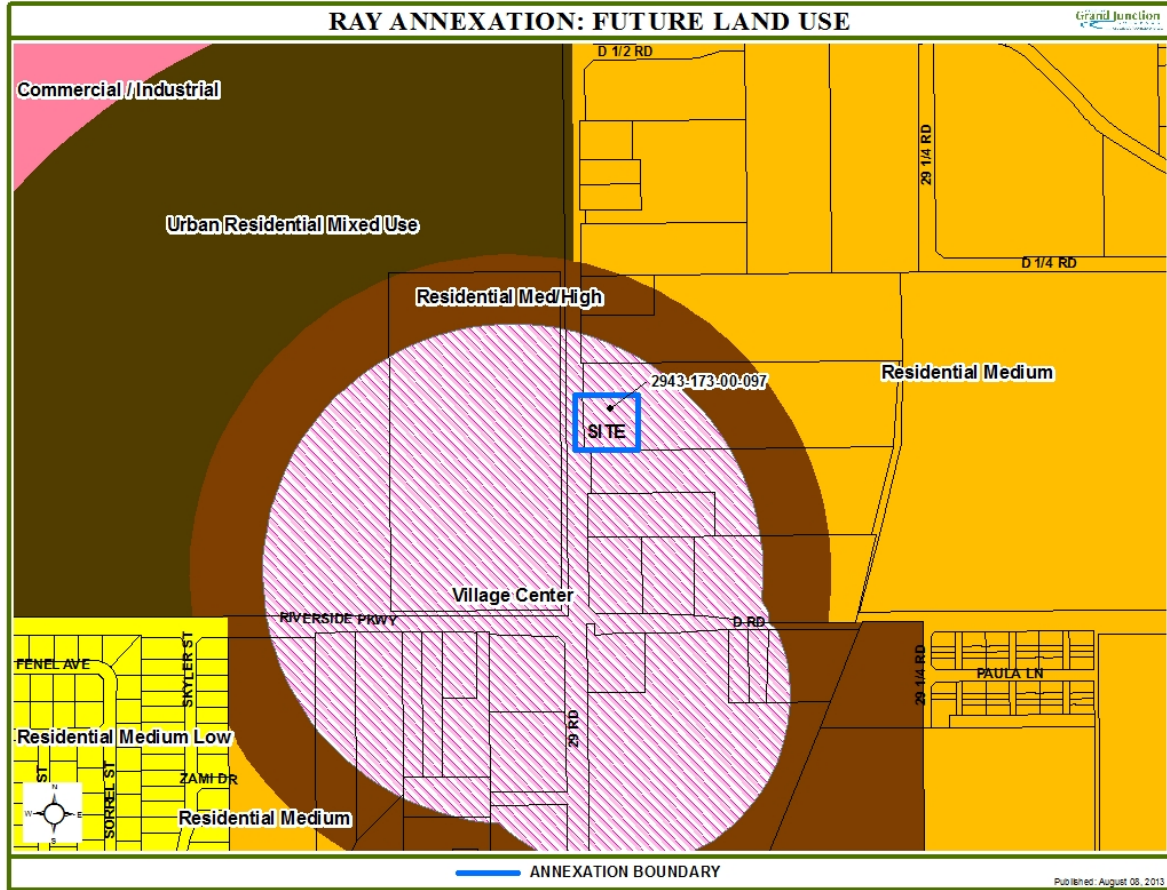 RAY ANNEXATION: FUTURE LAND USE
Grand Junction
D 1/2 RD
Commercial / Industrial
29 1/4 RD
Urban Residential Mixed Use
D 1/4 RD
Residential Med/High
Residential Medium
2943-173-00-097
SITE
Village Center
RIVERSIDE PKWY
D RD
FENEL AVE
SKYLER ST
29 1/4 RD
PAULA LN
29 RD
Residential Medium Low
ST
SORREL ST
ZAMI DR
N
W
E
S
Residential Medium
ANNEXATION BOUNDARY
Published: August 08, 2013